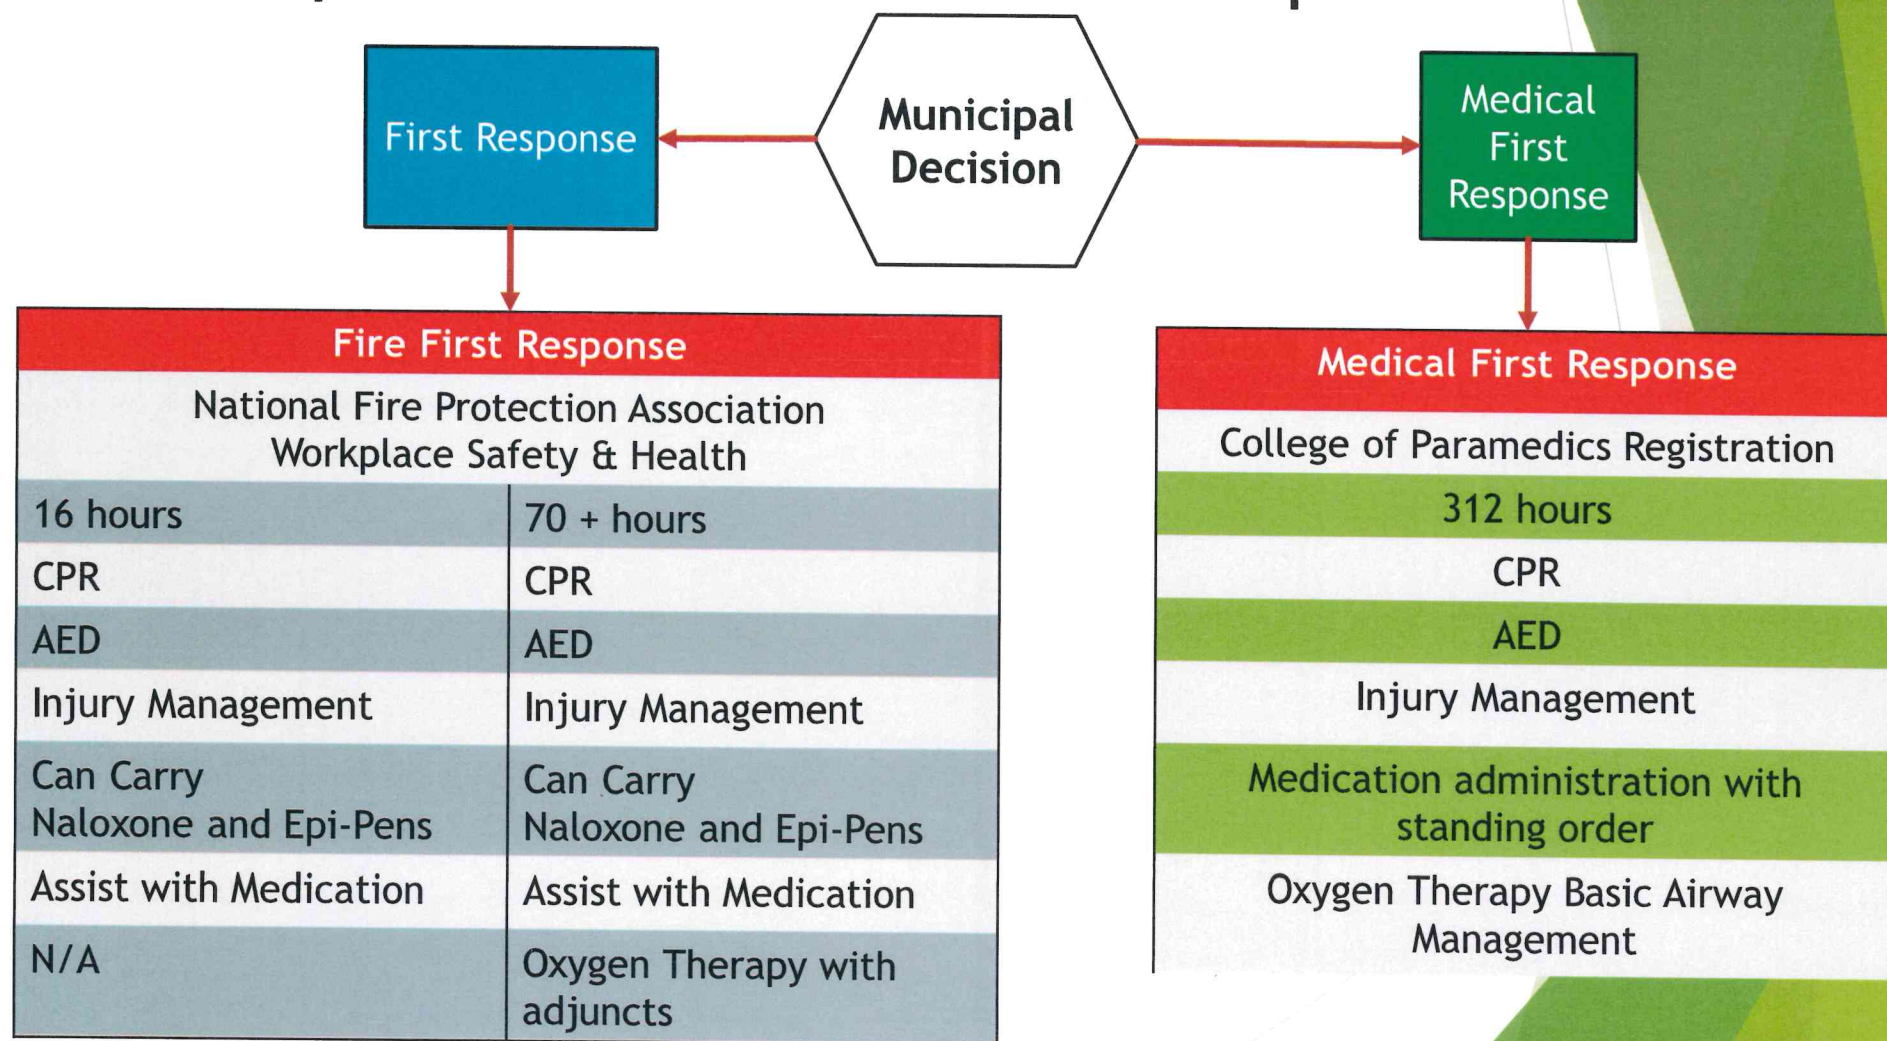 First Response
Municipal
Decision
Medical
First
Response
Fire First Response
National Fire Protection Association
Workplace Safety & Health
16 hours
70 + hours
CPR
CPR
AED
AED
Injury Management
Injury Management
Can Carry
Naloxone and Epi-Pens
Can Carry
Naloxone and Epi-Pens
Assist with Medication
Assist with Medication
N/A
Oxygen Therapy with
adjuncts
Medical First Response
College of Paramedics Registration
312 hours
CPR
AED
Injury Management
Medication administration with
standing order
Oxygen Therapy Basic Airway
Management